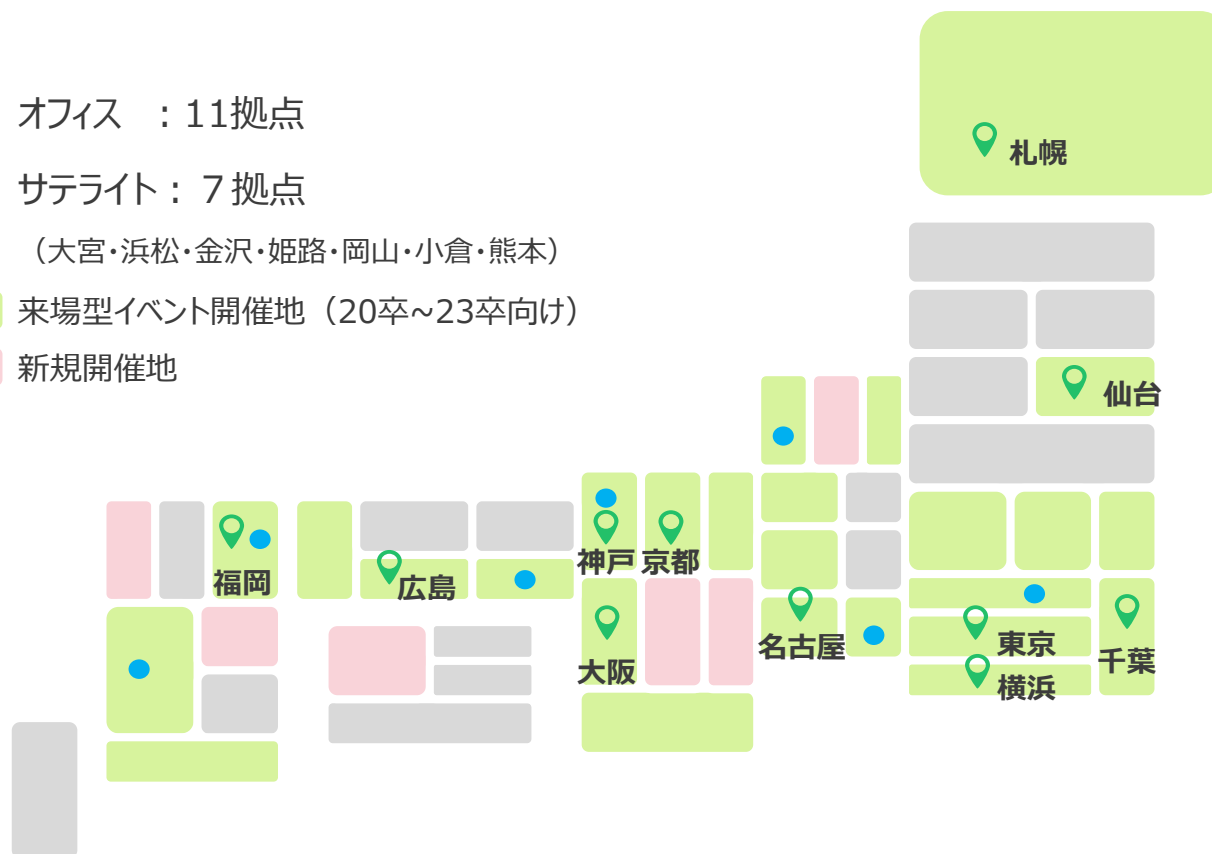 オフィス ：11拠点
サテライト：７拠点
（大宮･浜松･金沢･姫路･岡山･小倉･熊本）
来場型イベント開催地（20卒~23卒向け）
新規開催地
札幌
仙台
福岡
広島
神戸
京都
大阪
名古屋
東京
横浜
千葉